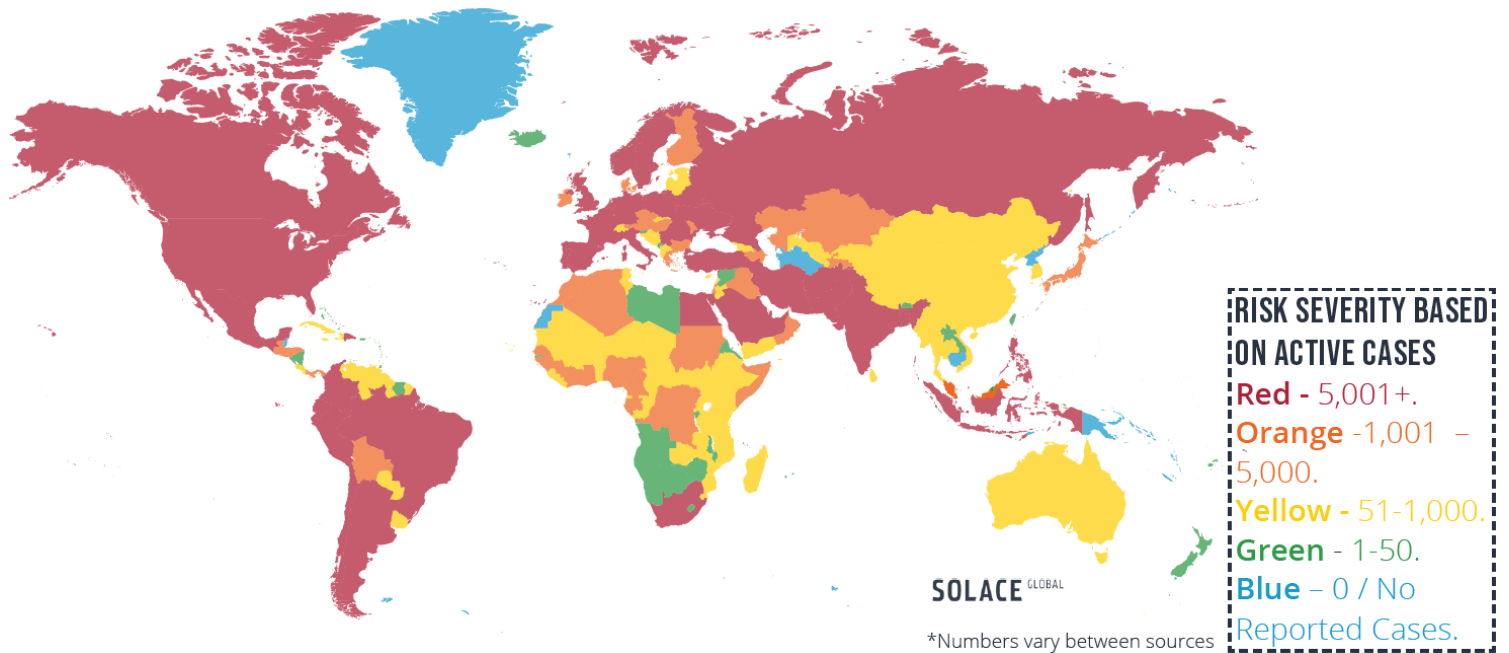 RISK SEVERITY BASED
ON ACTIVE CASES
Red - 5,001+.
Orange -1,001 –
5,000.
Yellow - 51-1,000.
Green - 1-50.
Blue – 0 / No
Reported Cases.
SOLACE GLOBAL
*Numbers vary between sources